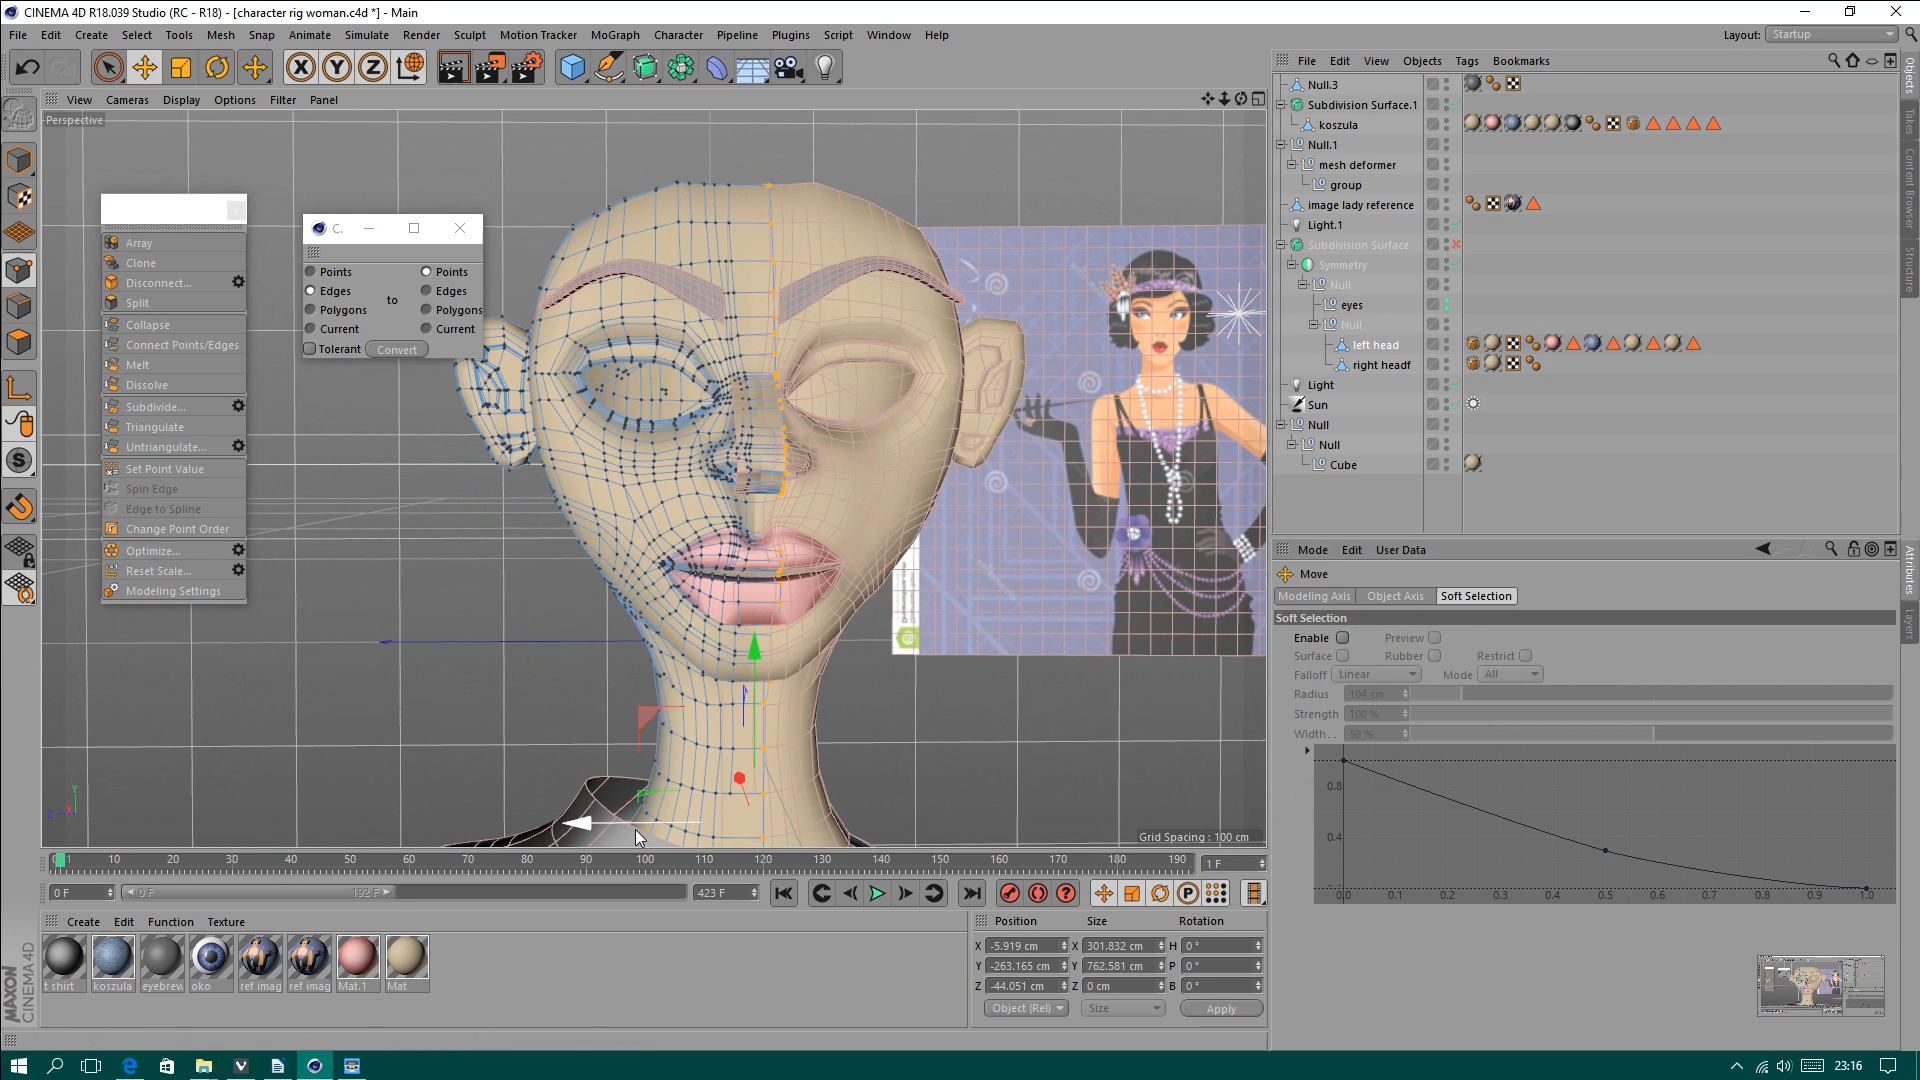 CINEMA 4D R18.039 Studio (RC - R18) - [character rig woman.c4d *] - Main
File Edit Create Select Tools Mesh Snap Animate Simulate Render Sculpt Motion Tracker MoGraph Character Pipeline Plugins Script Window Help
Layout: Startup
View Cameras Display Options Filter Panel
Perspective
Array
Clone
Disconnect...
Split
Collapse
Connect Points/Edges
Melt
Dissolve
Subdivide...
Triangulate
Untriangulate...
Set Point Value
Spin Edge
Edge to Spline
Change Point Order
Optimize...
Reset Scale...
Modeling Settings
C.
Points Points
Edges Edges
to
Polygons Polygons
Current Current
Tolerant Convert
Grid Spacing : 100 cm
File Edit View Objects Tags Bookmarks
Null.3
Subdivision Surface.1
koszula
Null.1
mesh deformer
group
image lady reference
Light.1
Subdivision Surface
Symmetry
Null
eyes
Null
left head
right headf
Light
Sun
Null
Null
Cube
Objects
Takes
Content Browser
Structure
Mode Edit User Data
Move
Modeling Axis Object Axis Soft Selection
Soft Selection
Enable Preview
Surface Rubber Restrict
Falloff Linear Mode All
Radius 104 cm
Strength 100 %
Width.. 50 %
0.8
0.4
0.0 0.1 0.2 0.3 0.4 0.5 0.6 0.7 0.8 0.9 1.0
Attributes
Layers
10 20 30 40 50 60 70 80 90 100 110 120 130 140 150 160 170 180 190
1 F
0 F 0 F 192 F 423 F
Create Edit Function Texture
t shirt koszula eyebrew oko ref imag ref imag Mat.1 Mat
Position Size Rotation
X -5.919 cm X 301.832 cm H 0 °
Y -263.165 cm Y 762.581 cm P 0 °
Z -44.051 cm Z 0 cm B 0 °
Object (Rel) Size Apply
MAXON
CINEMA 4D
23:16